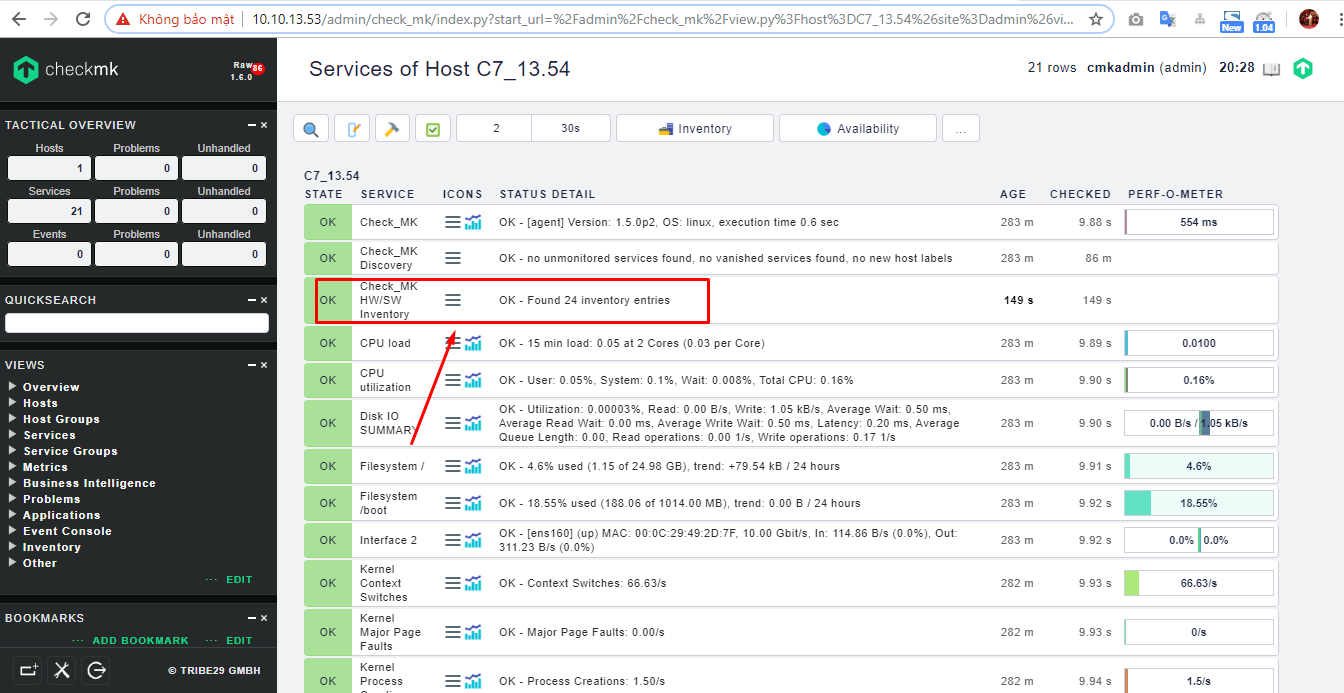 Không bảo mật | 10.10.13.53/admin/check_mk/index.py?start_url=%2Fadmin%2Fcheck_mk%2Fview.py%3Fhost%3DC7_13.54%26site%3Dadmin%26vi...
New
1.04
checkmk
Raw
1.6.0
86
Services of Host C7_13.54
21 rows cmkadmin (admin) 20:28
TACTICAL OVERVIEW
Hosts Problems Unhandled
1 0 0
Services Problems Unhandled
21 0 0
Events Problems Unhandled
0 0 0
QUICKSEARCH
VIEWS
Overview
Hosts
Host Groups
Services
Service Groups
Metrics
Business Intelligence
Problems
Applications
Event Console
Inventory
Other
... EDIT
BOOKMARKS
... ADD BOOKMARK ... EDIT
© TRIBE29 GMBH
2 30s Inventory Availability ...
C7_13.54
STATE SERVICE ICONS STATUS DETAIL AGE CHECKED PERF-O-METER
OK Check_MK OK - [agent] Version: 1.5.0p2, OS: linux, execution time 0.6 sec 283 m 9.88 s 554 ms
OK Check_MK
Discovery OK - no unmonitored services found, no vanished services found, no new host labels 283 m 86 m
OK Check_MK
HW/SW
Inventory OK - Found 24 inventory entries 149 s 149 s
OK CPU load OK - 15 min load: 0.05 at 2 Cores (0.03 per Core) 283 m 9.89 s 0.0100
OK CPU
utilization OK - User: 0.05%, System: 0.1%, Wait: 0.008%, Total CPU: 0.16% 283 m 9.90 s 0.16%
OK Disk IO
SUMMARY OK - Utilization: 0.00003%, Read: 0.00 B/s, Write: 1.05 kB/s, Average Wait: 0.50 ms,
Average Read Wait: 0.00 ms, Average Write Wait: 0.50 ms, Latency: 0.20 ms, Average
Queue Length: 0.00, Read operations: 0.00 1/s, Write operations: 0.17 1/s 283 m 9.90 s 0.00 B/s / 1.05 kB/s
OK Filesystem / OK - 4.6% used (1.15 of 24.98 GB), trend: +79.54 kB / 24 hours 283 m 9.91 s 4.6%
OK Filesystem
/boot OK - 18.55% used (188.06 of 1014.00 MB), trend: 0.00 B / 24 hours 283 m 9.92 s 18.55%
OK Interface 2 OK - [ens160] (up) MAC: 00:0C:29:49:2D:7F, 10.00 Gbit/s, In: 114.86 B/s (0.0%), Out:
311.23 B/s (0.0%) 283 m 9.92 s 0.0% 0.0%
OK Kernel
Context
Switches OK - Context Switches: 66.63/s 282 m 9.93 s 66.63/s
OK Kernel
Major Page
Faults OK - Major Page Faults: 0.00/s 282 m 9.93 s 0/s
OK Kernel
Process
OK - Process Creations: 1.50/s 282 m 9.94 s 1.5/s